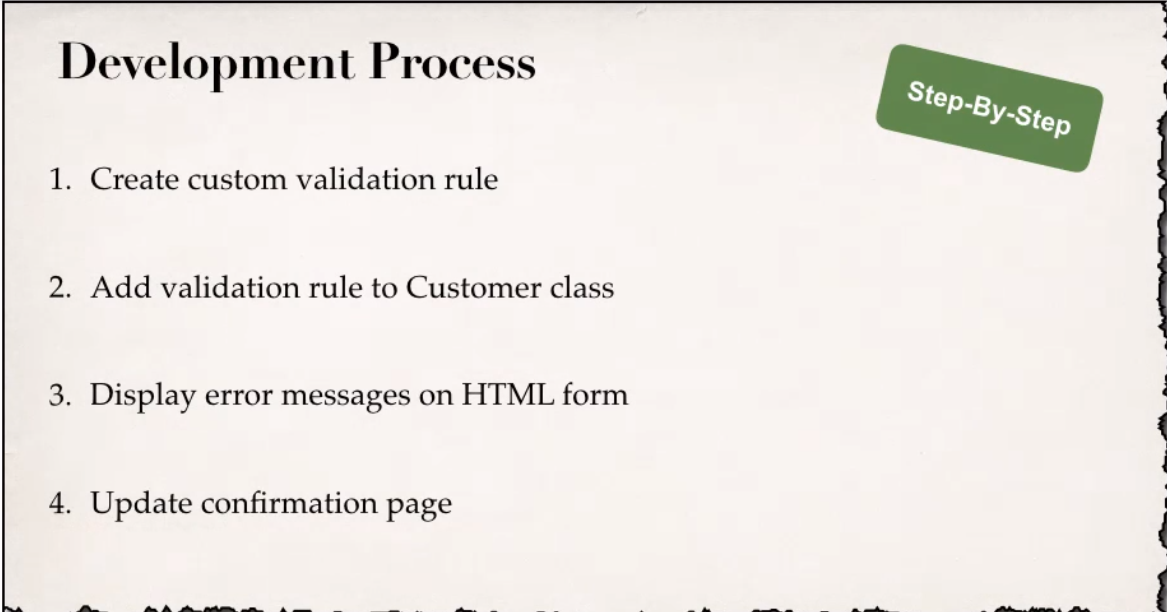 Development Process
Step-By-Step
1. Create custom validation rule
2. Add validation rule to Customer class
3. Display error messages on HTML form
4. Update confirmation page